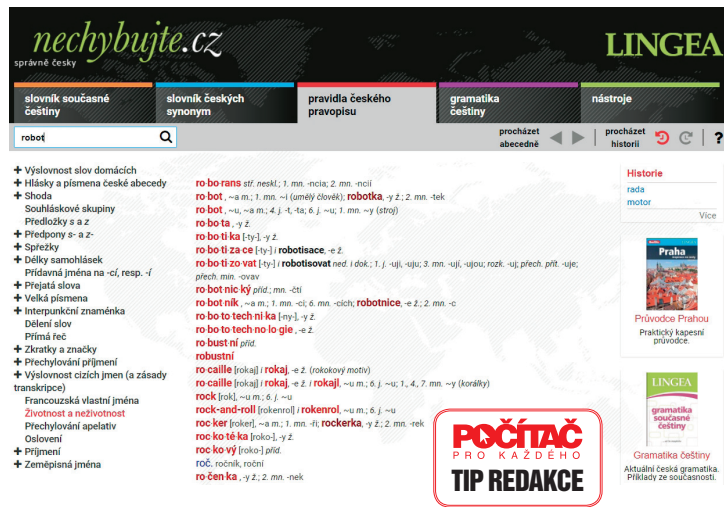 nechybujte.cz
správně česky
LINGEA
slovník současné
češtiny
slovník českých
synonym
pravidla českého
pravopisu
gramatika
češtiny
nástroje
robot
procházet
abecedně
procházet
historii
?
+ Výslovnost slov domácích
+ Hlásky a písmena české abecedy
+ Shoda
Souhláskové skupiny
Předložky s a z
+ Předpony s- a z-
+ Spřežky
+ Délky samohlásek
Přídavná jména na -cí, resp. -í
+ Přejatá slova
+ Velká písmena
+ Interpunkční znaménka
Dělení slov
Přímá řeč
+ Zkratky a značky
+ Přechylování příjmení
+ Výslovnost cizích jmen (a zásady
transkripce)
Francouzská vlastní jména
Životnost a neživotnost
Přechylování apelativ
Oslovení
+ Příjmení
+ Zeměpisná jména
ro·bo·rans stř. neskl.; 1. mn. -ncia; 2. mn. -ncií
ro·bot , ~a m.; 1. mn. ~i (umělý člověk); robotka, -y ž.; 2. mn. -tek
ro·bot , ~u, ~a m.; 4. j. -t, -ta; 6. j. ~u; 1. mn. ~y (stroj)
ro·bo·ta , -y ž.
ro·bo·ti·ka [-ty-], -y ž.
ro·bo·ti·za·ce [-ty-] i robotisace, -e ž.
ro·bo·ti·zo·vat [-ty-] i robotisovat ned. i dok.; 1. j. -uji, -uju; 3. mn. -ují, -ujou; rozk. -uj; přech. přít. -uje;
přech. min. -ovav
ro·bot·nic·ký příd.; mn. -čtí
ro·bot·ník , ~a m.; 1. mn. -ci; 6. mn. -cích; robotnice, -e ž.; 2. mn. -c
ro·bo·to·tech·ni·ka [-ny-], -y ž.
ro·bo·to·tech·no·lo·gie , -e ž.
ro·bust·ní příd.
robustní
ro·caille [rokaj] i rokaj, -e ž. (rokokový motiv)
ro·caille [rokaj] i rokaj, -e ž. i rokajl, ~u m.; 6. j. ~u; 1., 4., 7. mn. ~y (korálky)
rock [rok], ~u m.; 6. j. ~u
rock-and-roll [rokenrol] i rokenrol, ~u m.; 6. j. ~u
roc·ker [roker], ~a m.; 1. mn. -ři; rockerka, -y ž.; 2. mn. -rek
roc·ko·té·ka [roko-], -y ž.
roc·ko·vý [roko-] příd.
roč. ročník, roční
ro·čen·ka , -y ž.; 2. mn. -nek
Historie
rada
motor
Více
Praha
Průvodce Prahou
Praktický kapesní
průvodce.
LINGEA
gramatika
současné
češtiny
Gramatika češtiny
Aktuální česká gramatika.
Příklady ze současnosti.
POČÍTAČ
PRO KAŽDÉHO
TIP REDAKCE